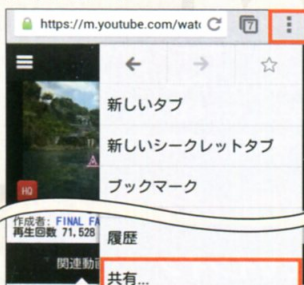 https://m.youtube.com/wat
7
新しいタブ
新しいシークレットタブ
HQ
ブックマーク
作成者: FINAL FA
再生回数 71,528
履歴
関連動
共有...